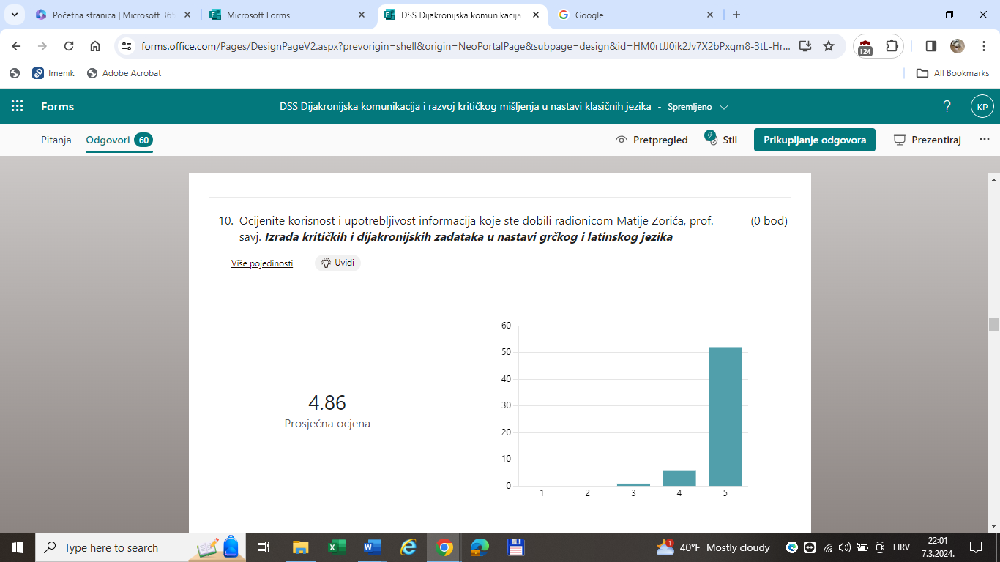 Početna stranica | Microsoft 365
Microsoft Forms
DSS Dijakronijska komunikacija
Google
forms.office.com/Pages/DesignPageV2.aspx?prevorigin=shell&origin=NeoPortalPage&subpage=design&id=HM0rtJJ0ik2Jv7X2bPxqm8-3tL-Hr...
124
Imenik
Adobe Acrobat
All Bookmarks
Forms
DSS Dijakronijska komunikacija i razvoj kritičkog mišljenja u nastavi klasičnih jezika - Spremljeno
?
KP
Pitanja
Odgovori 60
Pretpregled
Stil
Prikupljanje odgovora
Prezentiraj
10. Ocijenite korisnost i upotrebljivost informacija koje ste dobili radionicom Matije Zorića, prof. (0 bod)
savj. Izrada kritičkih i dijakronijskih zadataka u nastavi grčkog i latinskog jezika
Više pojedinosti
Uvidi
4.86
Prosječna ocjena
60
50
40
30
20
10
0
1 2 3 4 5
Type here to search
1
40°F Mostly cloudy
HRV
22:01
7.3.2024.